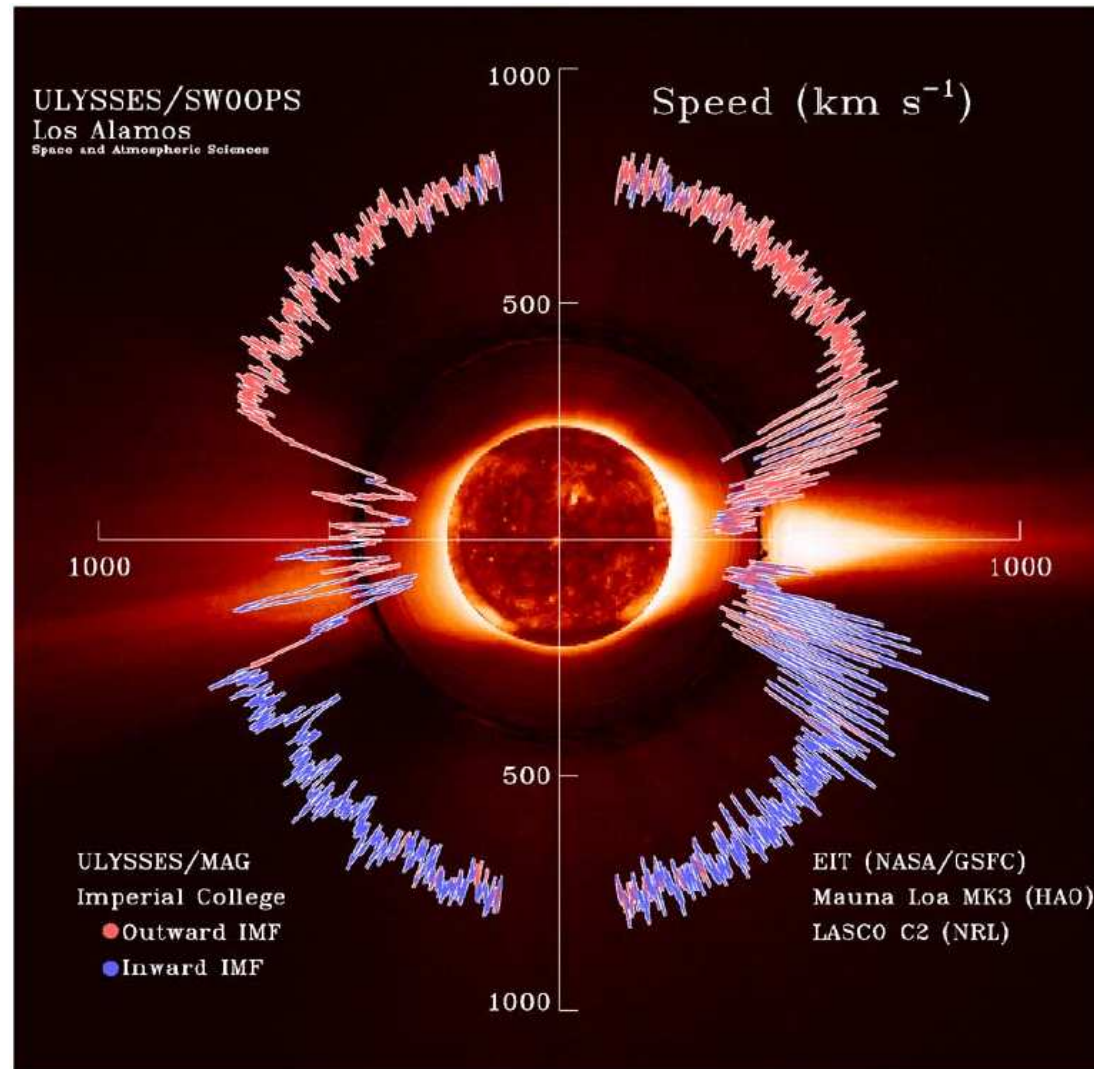 ULYSSES/SWOOPS
Los Alamos
Space and Atmospheric Sciences
Speed (km s⁻¹)
1000
500
1000
1000
500
1000
ULYSSES/MAG
Imperial College
Outward IMF
Inward IMF
EIT (NASA/GSFC)
Mauna Loa MK3 (HAO)
LASCO C2 (NRL)